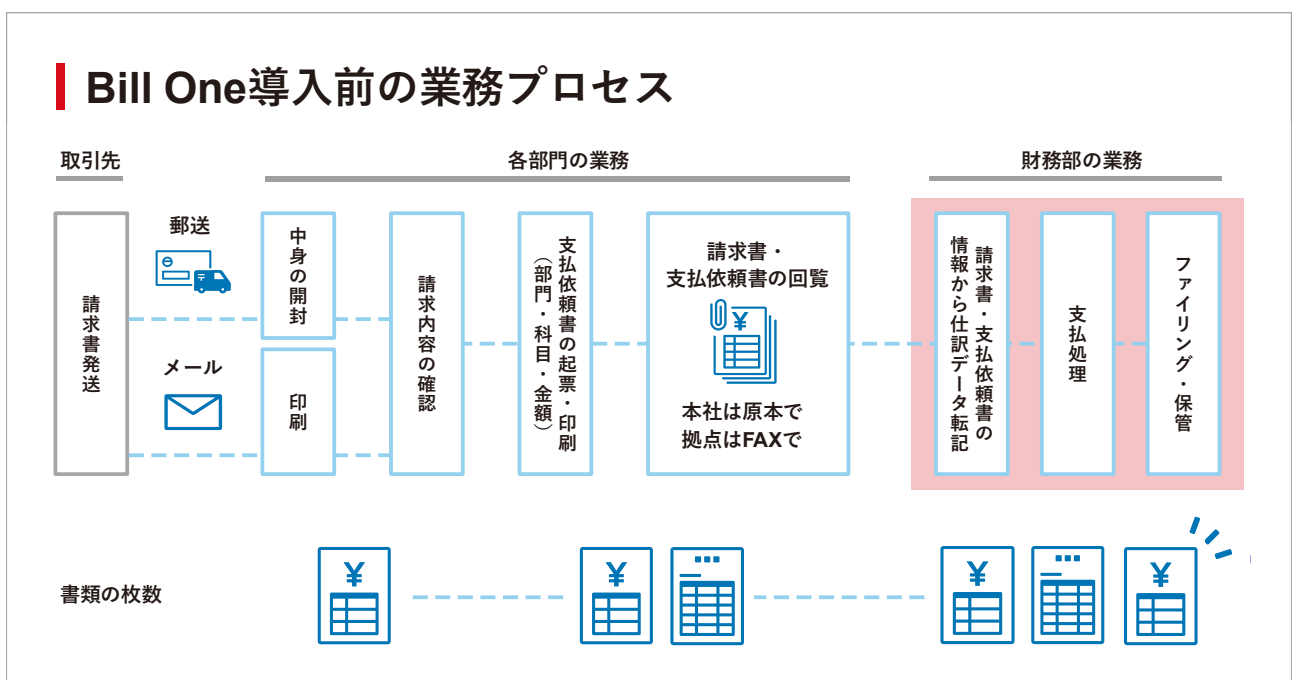 Bill One導入前の業務プロセス
取引先
各部門の業務
財務部の業務
請求書発送
郵送
メール
中身の開封
印刷
請求内容の確認
支払依頼書の起票・印刷
（部門・科目・金額）
請求書・
支払依頼書の回覧
¥
本社は原本で
拠点はFAXで
請求書・支払依頼書の
情報から仕訳データ転記
支払処理
ファイリング・保管
書類の枚数
¥
¥
¥
¥